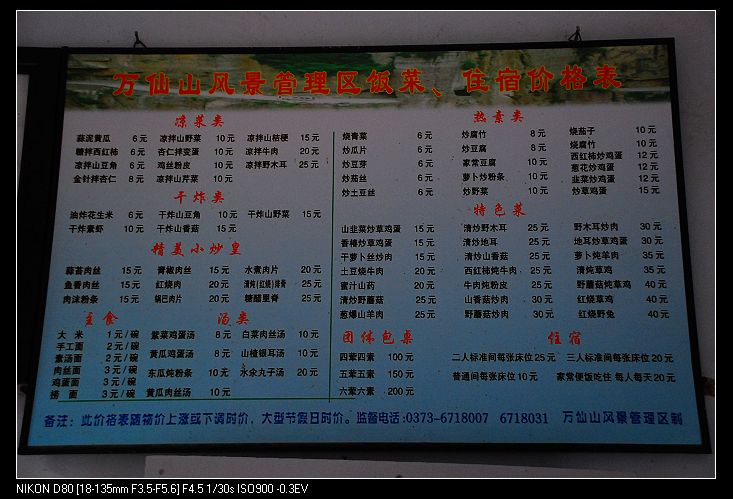 万仙山风景管理区饭菜、住宿价格表
凉菜类
蒜泥黄瓜 6元 凉拌山野菜 10元 凉拌山桔梗 15元
糖拌西红柿 6元 杏仁拌变蛋 10元 凉拌牛肉 20元
凉拌山豆角 6元 鸡丝粉皮 10元 凉拌野木耳 25元
金针拌杏仁 8元 凉拌山芹菜 10元
干炸类
油炸花生米 6元 干炸山豆角 10元 干炸山野菜 15元
干炸素虾 10元 干炸山香菇 15元
精美小炒皇
蒜苔肉丝 15元 青椒肉丝 15元 水煮肉片 20元
鱼香肉丝 15元 红烧肉 20元 清炖(红烧)排骨 25元
肉沫粉条 15元 锅巴肉片 20元 糖醋里脊 25元
主食
大米 1元/碗
手工面 2元/碗
素汤面 2元/碗
肉丝面 3元/碗
鸡蛋面 3元/碗
捞面 3元/碗
汤类
紫菜鸡蛋汤 8元 白菜肉丝汤 10元
黄瓜鸡蛋汤 8元 山楂银耳汤 10元
东瓜炖粉条 10元 水汆丸子汤 20元
黄瓜肉丝汤 10元
热素类
烧青菜 6元 炒腐竹 8元 烧茄子 10元
炒瓜片 6元 炒豆腐 8元 烧腐竹 10元
炒豆芽 6元 家常豆腐 10元 西红柿炒鸡蛋 12元
炒茄丝 6元 萝卜炒粉条 10元 葱花炒鸡蛋 12元
炒土豆丝 6元 炒野菜 10元 韭菜炒鸡蛋 12元
炒草鸡蛋 15元
特色菜
山韭菜炒草鸡蛋 15元 清炒野木耳 25元 野木耳炒肉 30元
香椿炒草鸡蛋 15元 清炒地耳 25元 地耳炒草鸡蛋 30元
干萝卜丝炒肉 15元 清炒山香菇 25元 萝卜炖羊肉 35元
土豆烧牛肉 20元 西红柿炖牛肉 25元 清炖草鸡 35元
蜜汁山药 20元 牛肉炖粉皮 25元 野蘑菇炖草鸡 40元
清炒野蘑菇 25元 山香菇炒肉 30元 红烧草鸡 40元
葱爆山羊肉 25元 野蘑菇炒肉 30元 红烧野兔 40元
团体包桌
四荤四素 100元
五荤五素 150元
六荤六素 200元
住宿
二人标准间每张床位25元 三人标准间每张床位20元
普通间每张床位10元 家常便饭吃住 每人每天20元
备注:此价格表随物价上涨或下调时价,大型节假日时价。监督电话:0373-6718007 6718031 万仙山风景管理区制
NIKON D80 [18-135mm F3.5-F5.6] F4.5 1/30s ISO900 -0.3EV